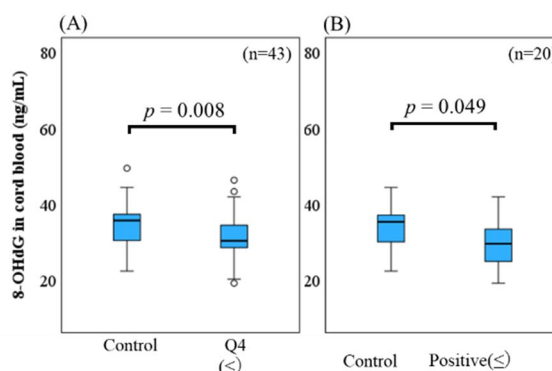 (A)
(B)
80
(n=43)
80
(n=20
p = 0.008
p = 0.049
60
60
8-OHdG in cord blood (ng/mL)
40
40
20
20
Control
Q4
(≤)
Control
Positive(≤)